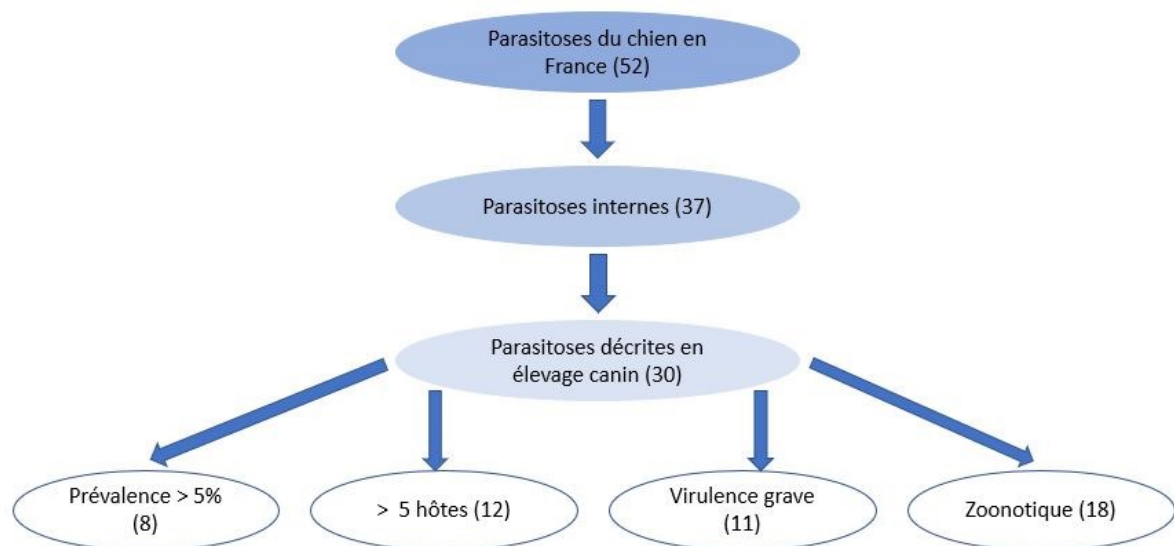 Parasitoses du chien en
France (52)
Parasitoses internes (37)
Parasitoses décrites en
élevage canin (30)
Prévalence > 5%
(8)
> 5 hôtes (12)
Virulence grave
(11)
Zoonotique (18)